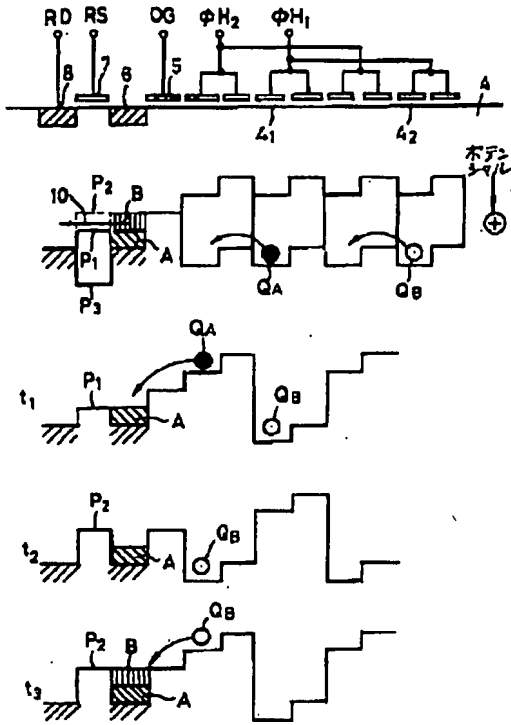 RD RS OG ΦH₂ ΦH₁
8 7 6 5 4₁ 4₂ 4
ポテンシャル
⊕
10 P₂ B
P₁ A
P₃
QA QB
t₁ P₁ A QA QB
t₂ P₂ A QB
t₃ P₂ B A QB